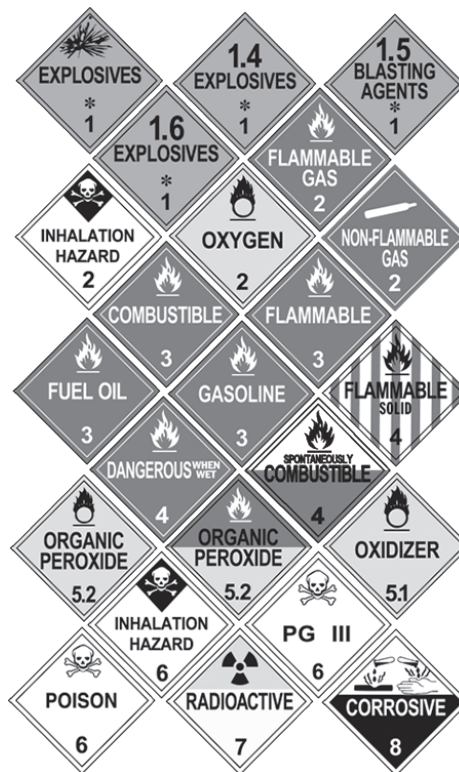 EXPLOSIVES
*
1
1.4
EXPLOSIVES
*
1
1.5
BLASTING
AGENTS
*
1
1.6
EXPLOSIVES
*
1
FLAMMABLE
GAS
2
INHALATION
HAZARD
2
OXYGEN
2
NON-FLAMMABLE
GAS
2
COMBUSTIBLE
3
FLAMMABLE
3
FUEL OIL
3
GASOLINE
3
FLAMMABLE
SOLID
4
DANGEROUS WHEN WET
4
SPONTANEOUSLY
COMBUSTIBLE
4
ORGANIC
PEROXIDE
5.2
ORGANIC
PEROXIDE
5.2
OXIDIZER
5.1
INHALATION
HAZARD
6
PG III
6
POISON
6
RADIOACTIVE
7
CORROSIVE
8